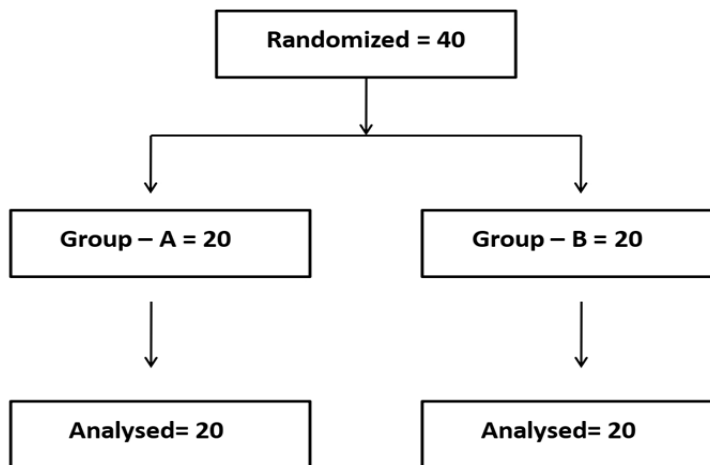 Randomized = 40
Group – A = 20
Group – B = 20
Analysed= 20
Analysed= 20